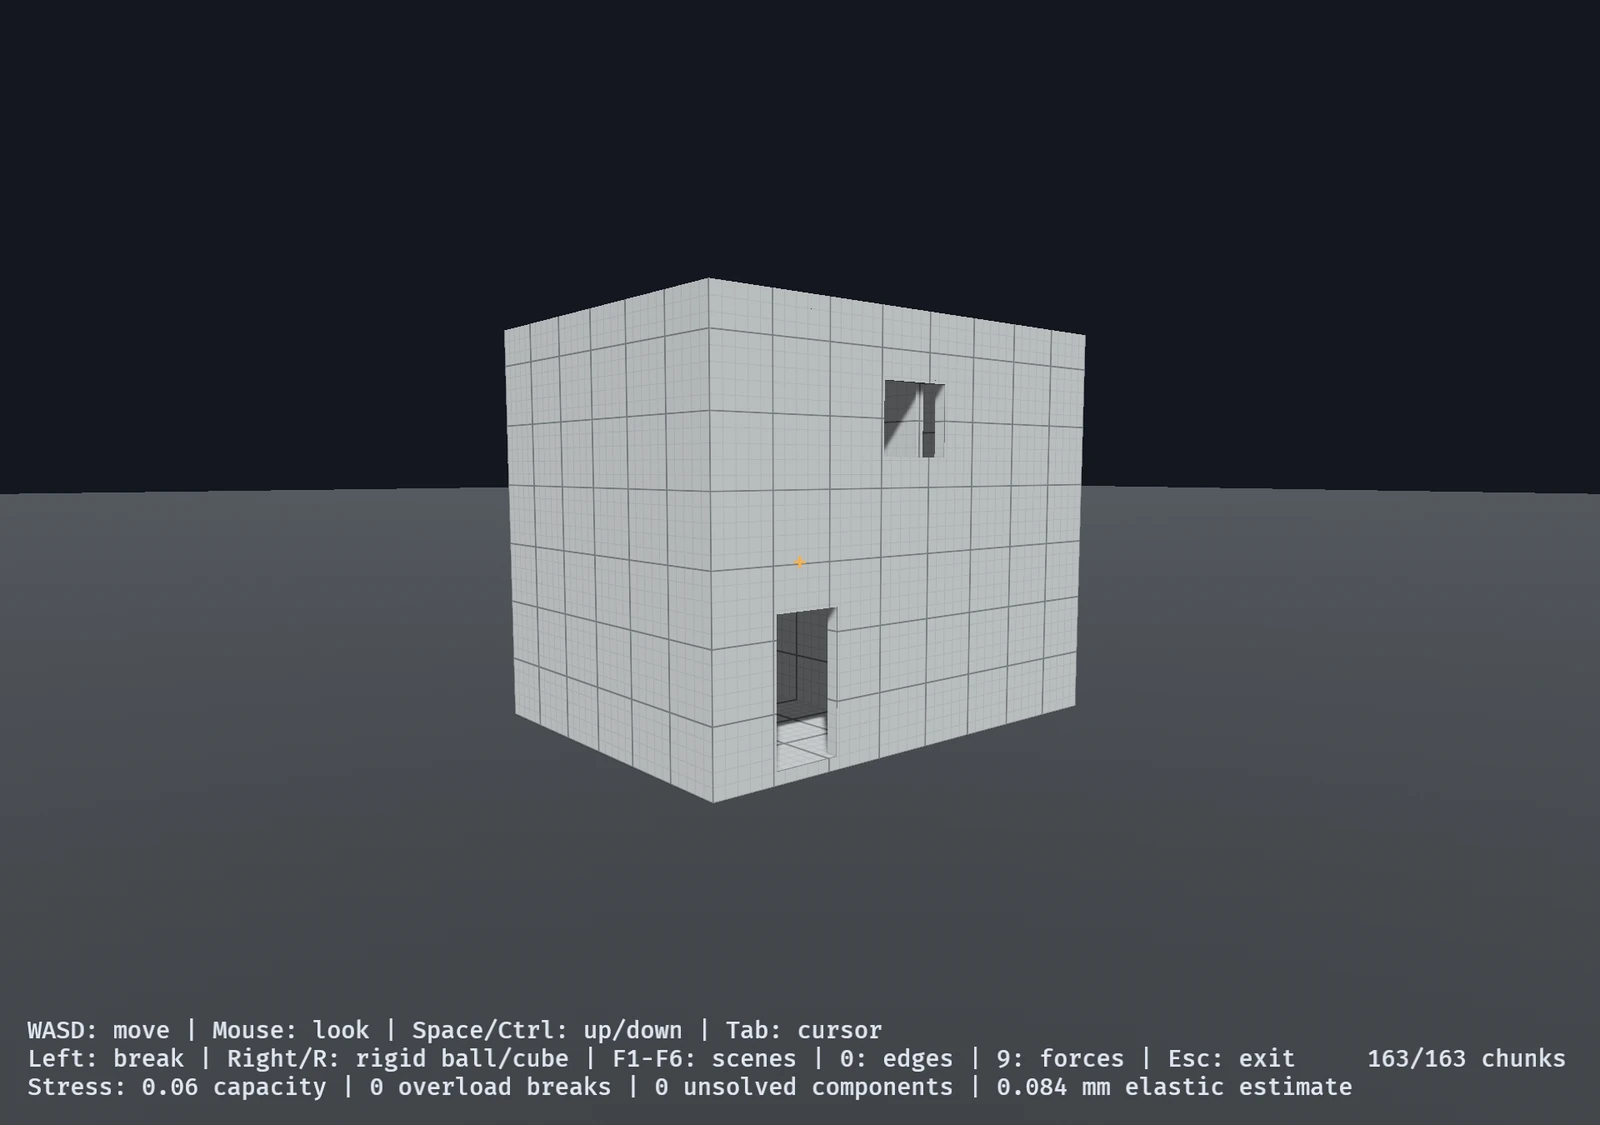 WASD: move | Mouse: look | Space/Ctrl: up/down | Tab: cursor
Left: break | Right/R: rigid ball/cube | F1-F6: scenes | 0: edges | 9: forces | Esc: exit 163/163 chunks
Stress: 0.06 capacity | 0 overload breaks | 0 unsolved components | 0.084 mm elastic estimate